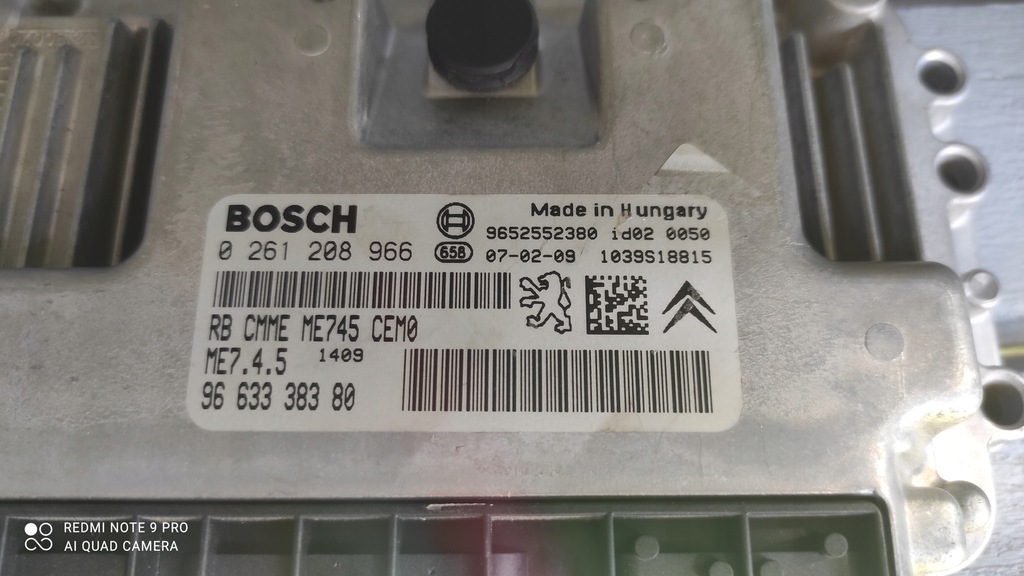 BOSCH
Made in Hungary
9652552380 id02 0050
0 261 208 966
658
07-02-09 1039S18815
RB CMME ME745 CEM0
ME7.4.5 1409
96 633 383 80
REDMI NOTE 9 PRO
AI QUAD CAMERA